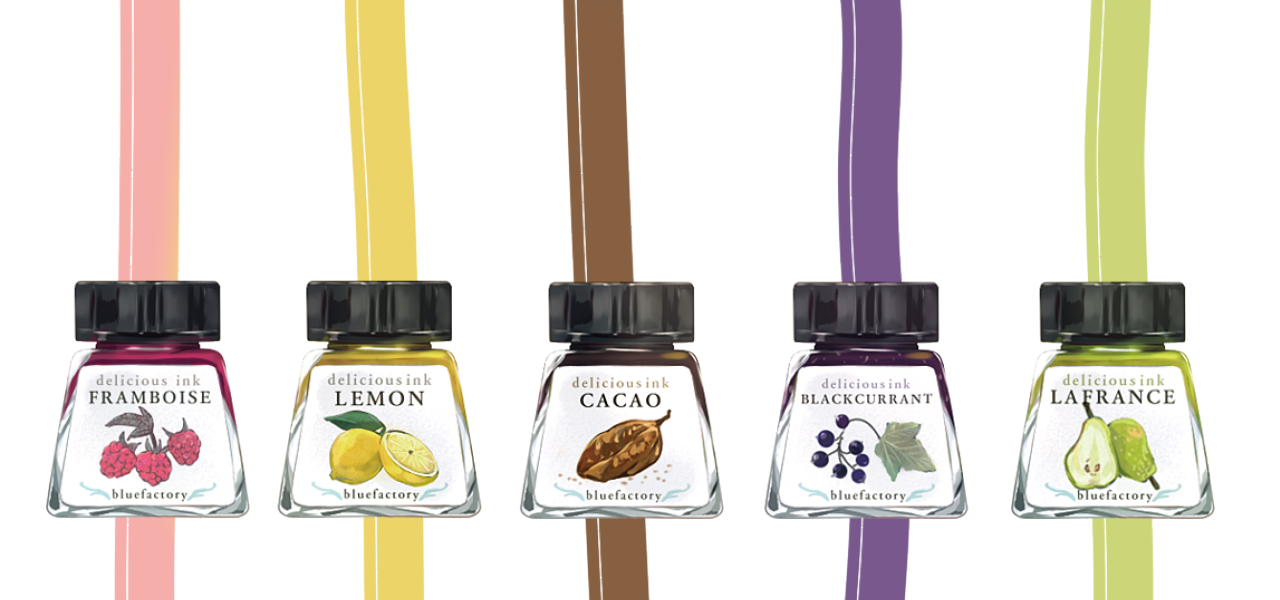 delicious ink
FRAMBOISE
bluefactory
delicious ink
LEMON
bluefactory
delicious ink
CACAO
bluefactory
delicious ink
BLACKCURRANT
bluefactory
delicious ink
LAFRANCE
bluefactory